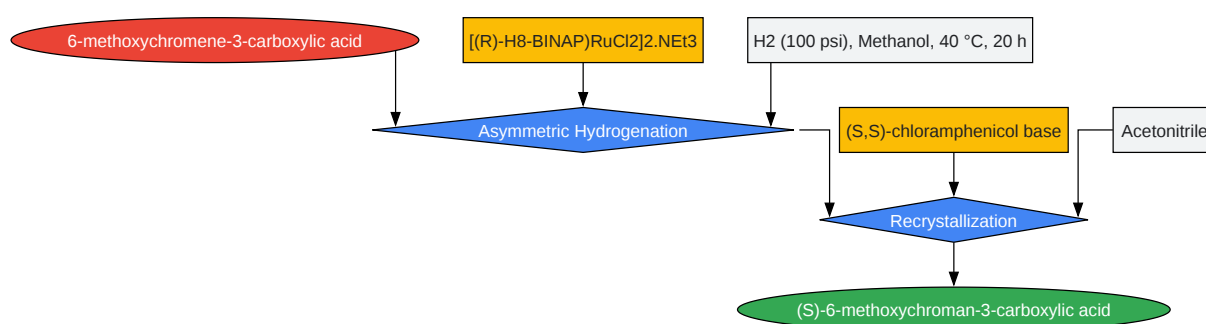 6-methoxychromene-3-carboxylic acid
[(R)-H8-BINAP)RuCl2]2.NEt3
H2 (100 psi), Methanol, 40 °C, 20 h
Asymmetric Hydrogenation
(S,S)-chloramphenicol base
Acetonitrile
Recrystallization
(S)-6-methoxychroman-3-carboxylic acid